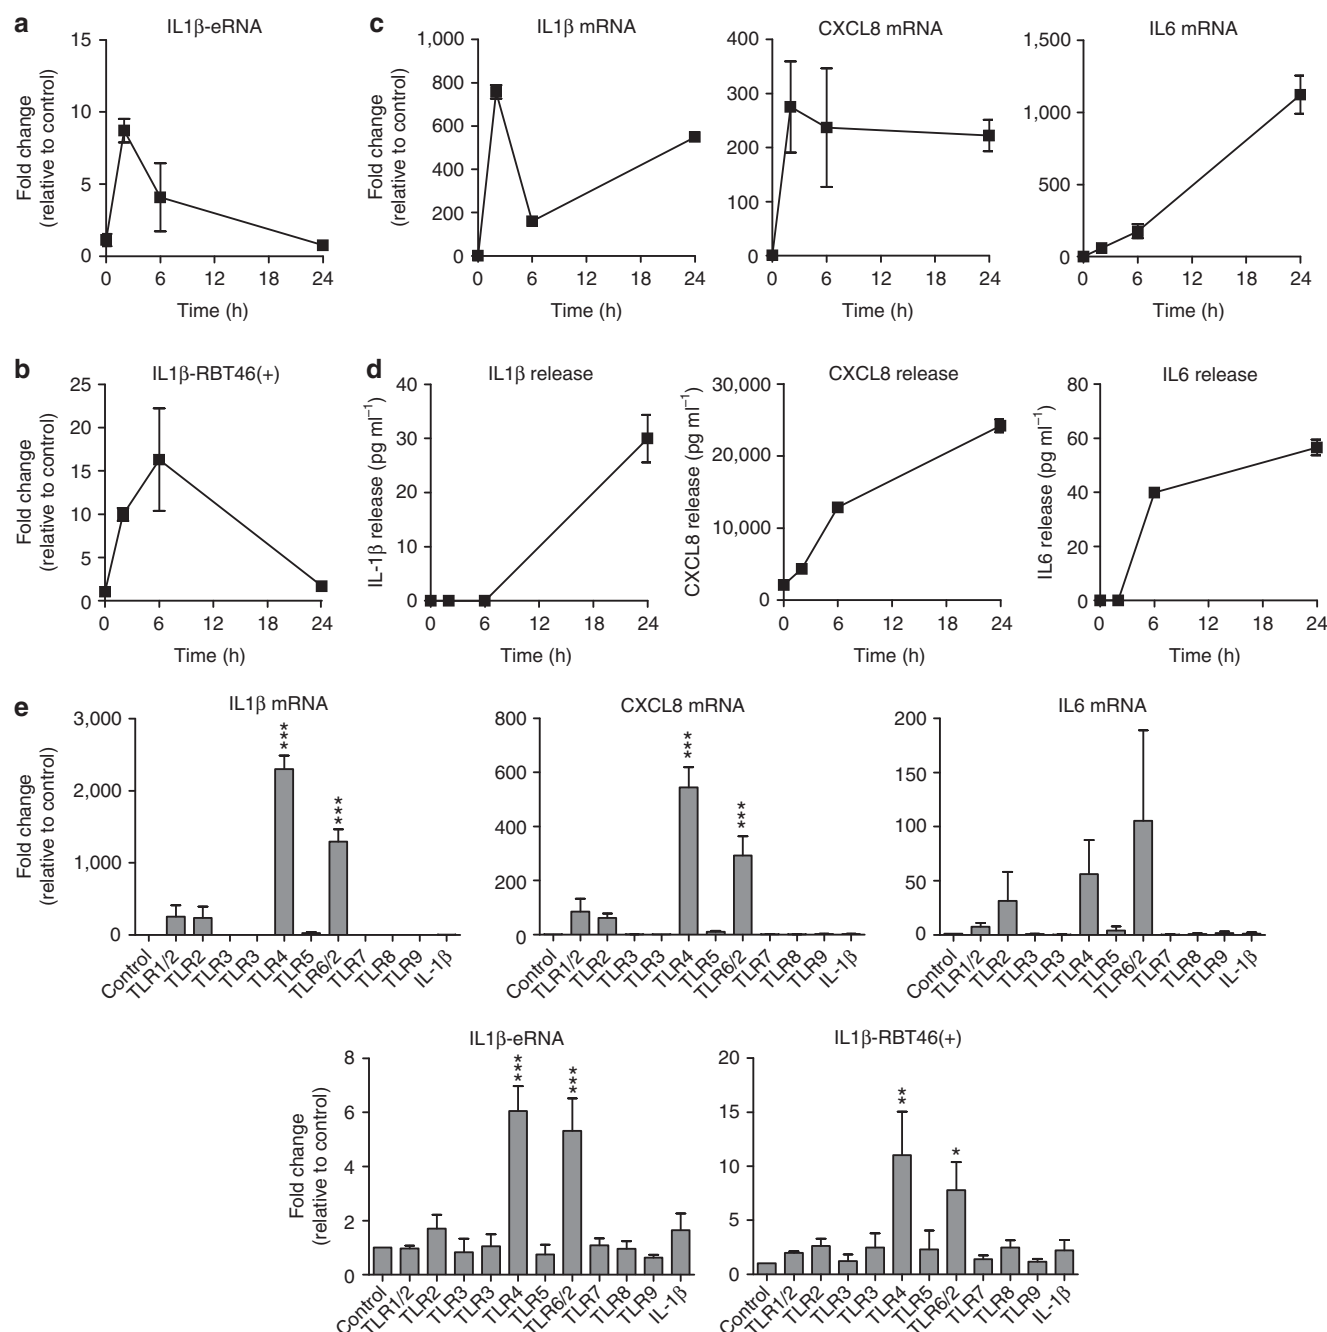 a
IL1β-eRNA
15
10
5
0
Fold change
(relative to control)
0 6 12 18 24
Time (h)
c
IL1β mRNA
1,000
800
600
400
200
0
Fold change
(relative to control)
0 6 12 18 24
Time (h)
CXCL8 mRNA
400
300
200
100
0
0 6 12 18 24
Time (h)
IL6 mRNA
1,500
1,000
500
0
0 6 12 18 24
Time (h)
b
IL1β-RBT46(+)
25
20
15
10
5
0
Fold change
(relative to control)
0 6 12 18 24
Time (h)
d
IL1β release
40
30
20
10
0
IL-1β release (pg ml⁻¹)
0 6 12 18 24
Time (h)
CXCL8 release
30,000
20,000
10,000
0
CXCL8 release (pg ml⁻¹)
0 6 12 18 24
Time (h)
IL6 release
80
60
40
20
0
IL6 release (pg ml⁻¹)
0 6 12 18 24
Time (h)
e
IL1β mRNA
3,000
2,000
1,000
0
Fold change
(relative to control)
***
***
Control TLR1/2 TLR2 TLR3 TLR3 TLR4 TLR5 TLR6/2 TLR7 TLR8 TLR9 IL-1β
CXCL8 mRNA
800
600
400
200
0
***
***
Control TLR1/2 TLR2 TLR3 TLR3 TLR4 TLR5 TLR6/2 TLR7 TLR8 TLR9 IL-1β
IL6 mRNA
200
150
100
50
0
Control TLR1/2 TLR2 TLR3 TLR3 TLR4 TLR5 TLR6/2 TLR7 TLR8 TLR9 IL-1β
IL1β-eRNA
8
6
4
2
0
Fold change
(relative to control)
***
***
Control TLR1/2 TLR2 TLR3 TLR3 TLR4 TLR5 TLR6/2 TLR7 TLR8 TLR9 IL-1β
IL1β-RBT46(+)
20
15
10
5
0
**
*
Control TLR1/2 TLR2 TLR3 TLR3 TLR4 TLR5 TLR6/2 TLR7 TLR8 TLR9 IL-1β